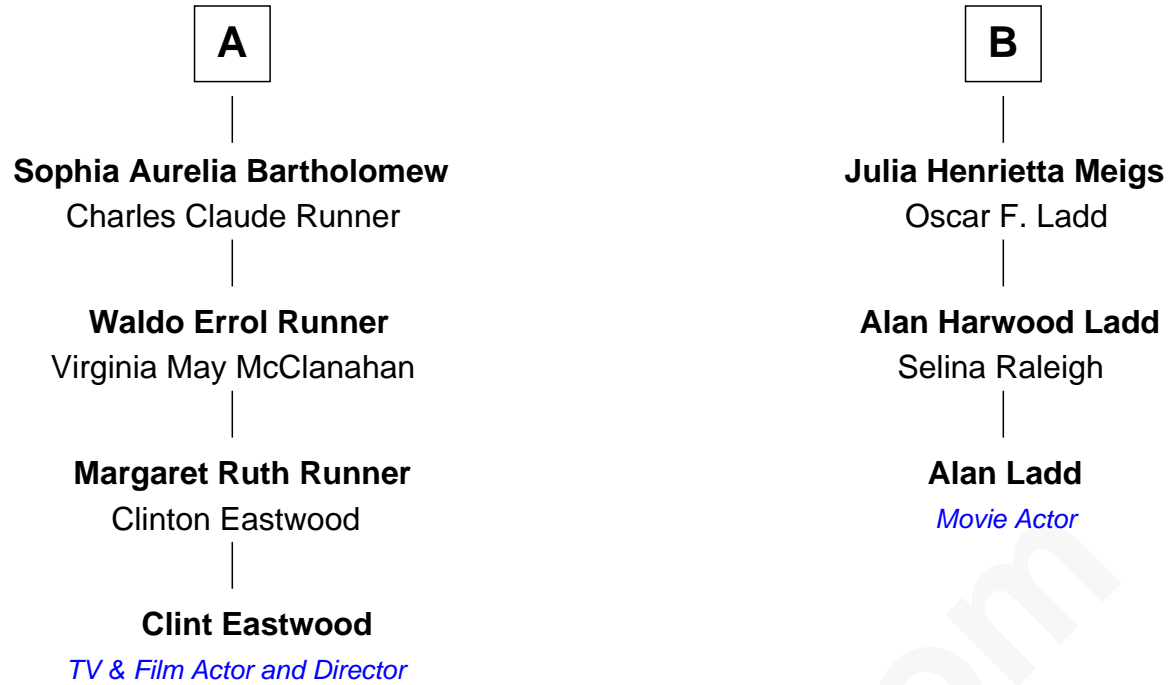 A
Sophia Aurelia Bartholomew
Charles Claude Runner
Waldo Errol Runner
Virginia May McClanahan
Margaret Ruth Runner
Clinton Eastwood
Clint Eastwood
TV & Film Actor and Director
B
Julia Henrietta Meigs
Oscar F. Ladd
Alan Harwood Ladd
Selina Raleigh
Alan Ladd
Movie Actor
om